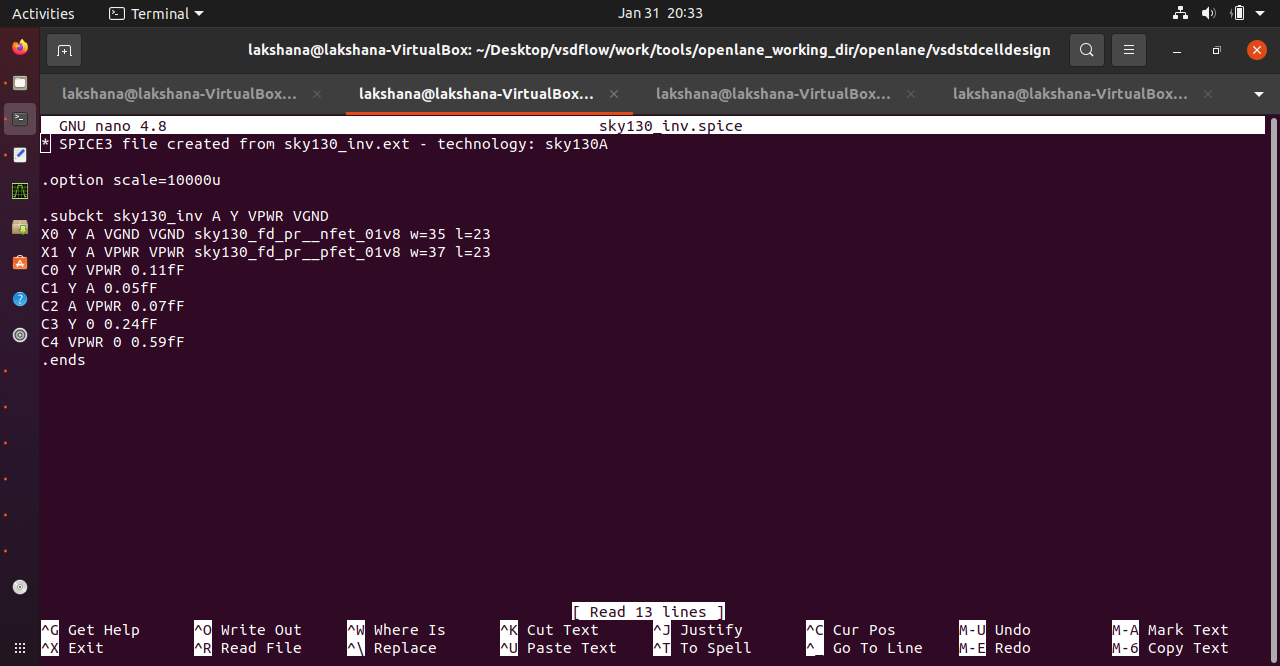 Activities Terminal Jan 31 20:33
lakshana@lakshana-VirtualBox: ~/Desktop/vsdflow/work/tools/openlane_working_dir/openlane/vsdstdcelldesign
lakshana@lakshana-VirtualBox... lakshana@lakshana-VirtualBox... lakshana@lakshana-VirtualBox... lakshana@lakshana-VirtualBox...
GNU nano 4.8 sky130_inv.spice
* SPICE3 file created from sky130_inv.ext - technology: sky130A
.option scale=10000u
.subckt sky130_inv A Y VPWR VGND
X0 Y A VGND VGND sky130_fd_pr__nfet_01v8 w=35 l=23
X1 Y A VPWR VPWR sky130_fd_pr__pfet_01v8 w=37 l=23
C0 Y VPWR 0.11fF
C1 Y A 0.05fF
C2 A VPWR 0.07fF
C3 Y 0 0.24fF
C4 VPWR 0 0.59fF
.ends
[ Read 13 lines ]
^G Get Help ^O Write Out ^W Where Is ^K Cut Text ^J Justify ^C Cur Pos M-U Undo M-A Mark Text
^X Exit ^R Read File ^\ Replace ^U Paste Text ^T To Spell ^_ Go To Line M-E Redo M-6 Copy Text